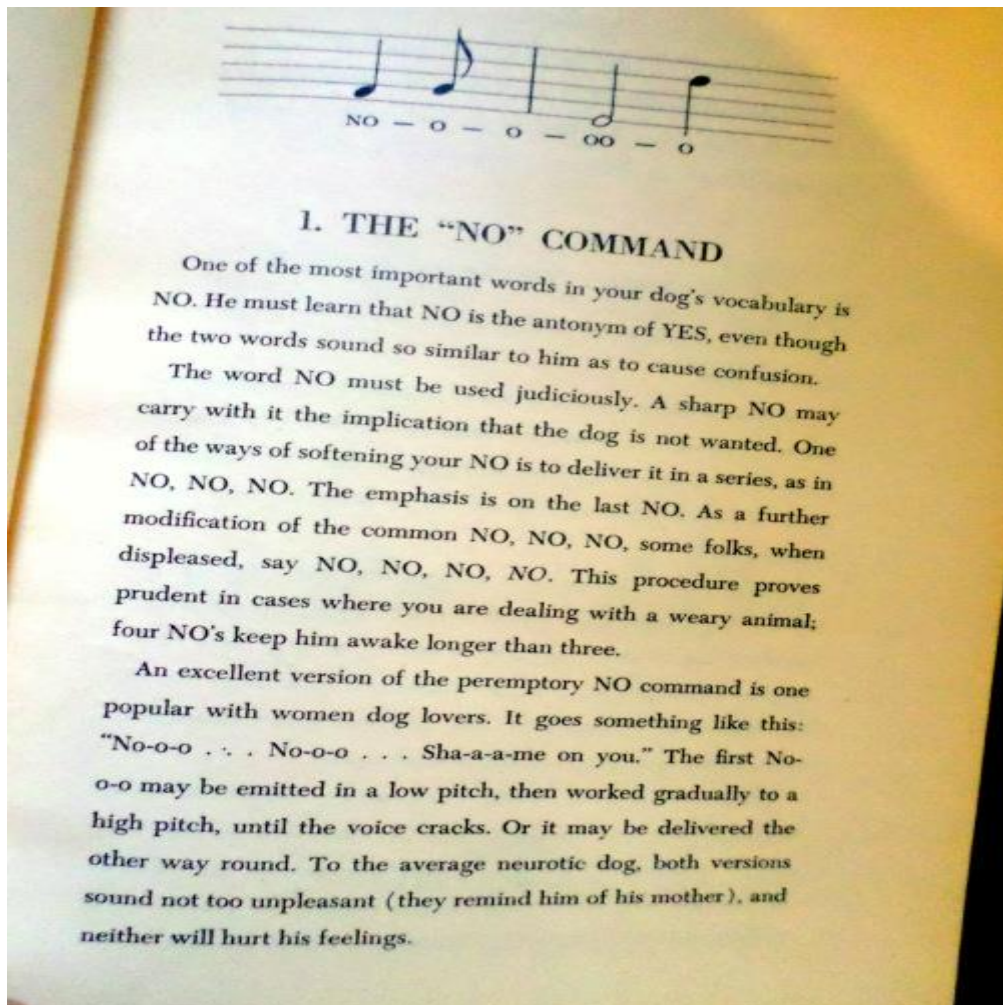 NO — O — O — OO — O
1. THE “NO” COMMAND
One of the most important words in your dog's vocabulary is
NO. He must learn that NO is the antonym of YES, even though
the two words sound so similar to him as to cause confusion.
The word NO must be used judiciously. A sharp NO may
carry with it the implication that the dog is not wanted. One
of the ways of softening your NO is to deliver it in a series, as in
NO, NO, NO. The emphasis is on the last NO. As a further
modification of the common NO, NO, NO, some folks, when
displeased, say NO, NO, NO, NO. This procedure proves
prudent in cases where you are dealing with a weary animal;
four NO's keep him awake longer than three.
An excellent version of the peremptory NO command is one
popular with women dog lovers. It goes something like this:
“No-o-o . . . No-o-o . . . Sha-a-a-me on you.” The first No-
o-o may be emitted in a low pitch, then worked gradually to a
high pitch, until the voice cracks. Or it may be delivered the
other way round. To the average neurotic dog, both versions
sound not too unpleasant (they remind him of his mother), and
neither will hurt his feelings.